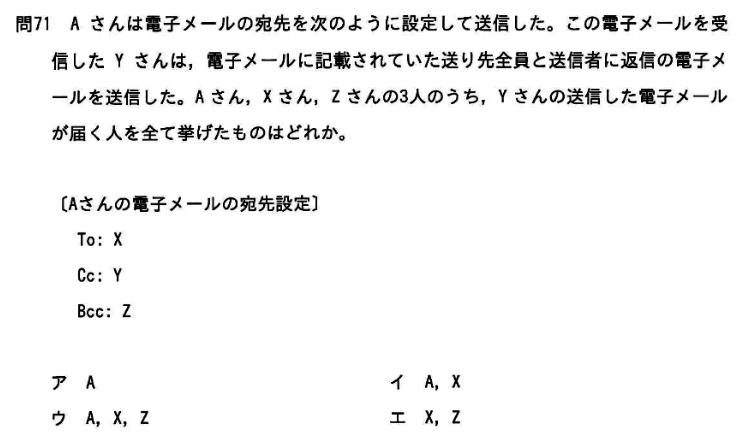 問71 A さんは電子メールの宛先を次のように設定して送信した。この電子メールを受
信した Y さんは，電子メールに記載されていた送り先全員と送信者に返信の電子メ
ールを送信した。Aさん，Xさん，Zさんの3人のうち，Yさんの送信した電子メール
が届く人を全て挙げたものはどれか。
〔Aさんの電子メールの宛先設定〕
To: X
Cc: Y
Bcc: Z
ア A イ A, X
ウ A, X, Z エ X, Z